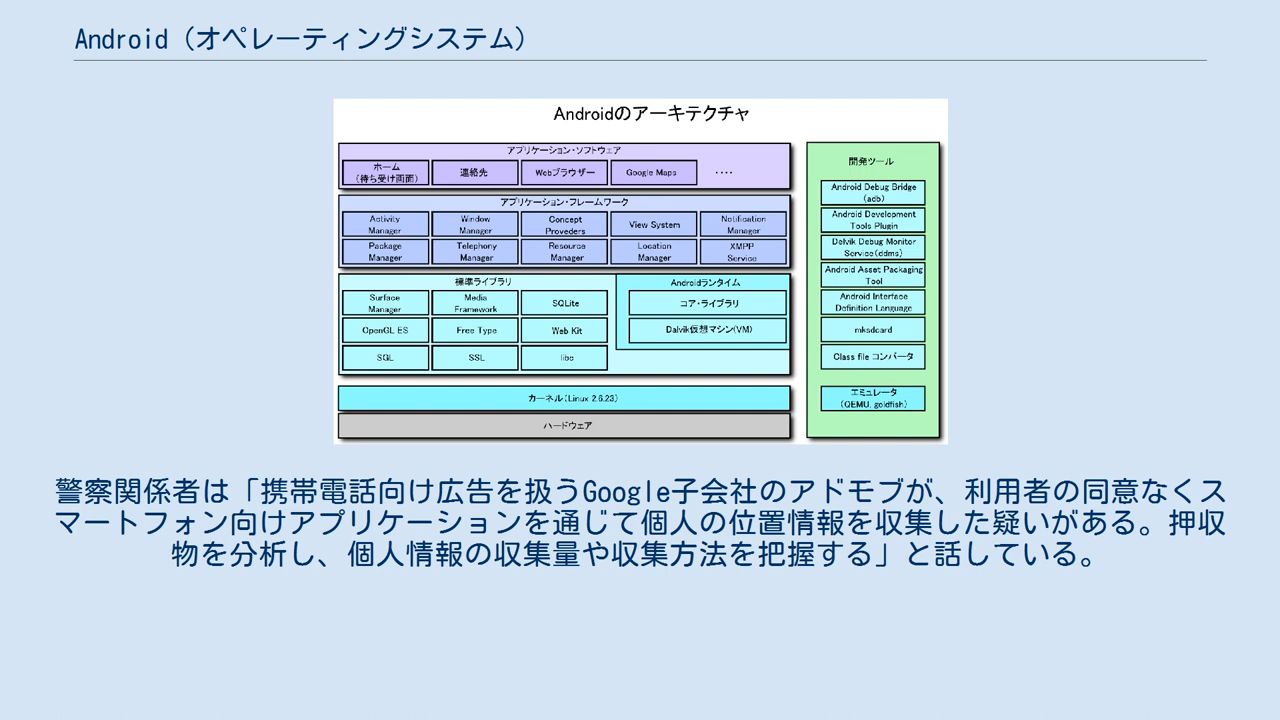 Android（オペレーティングシステム）
Androidのアーキテクチャ
アプリケーション・ソフトウェア
ホーム
(待ち受け画面)
連絡先
Webブラウザー
Google Maps
････
アプリケーション・フレームワーク
Activity
Manager
Window
Manager
Concept
Proveders
View System
Notification
Manager
Package
Manager
Telephony
Manager
Resource
Manager
Location
Manager
XMPP
Service
標準ライブラリ
Surface
Manager
Media
Framework
SQLite
OpenGL ES
Free Type
Web Kit
SGL
SSL
libc
Androidランタイム
コア・ライブラリ
Dalvik仮想マシン(VM)
カーネル(Linux 2.6.23)
ハードウェア
開発ツール
Android Debug Bridge
(adb)
Android Development
Tools Plugin
Delvik Debug Monitor
Service(ddms)
Android Asset Packaging
Tool
Android Interface
Definition Language
mksdcard
Class file コンバータ
エミュレータ
(QEMU, goldfish)
警察関係者は「携帯電話向け広告を扱うGoogle子会社のアドモブが、利用者の同意なくス
マートフォン向けアプリケーションを通じて個人の位置情報を収集した疑いがある。押収
物を分析し、個人情報の収集量や収集方法を把握する」と話している。